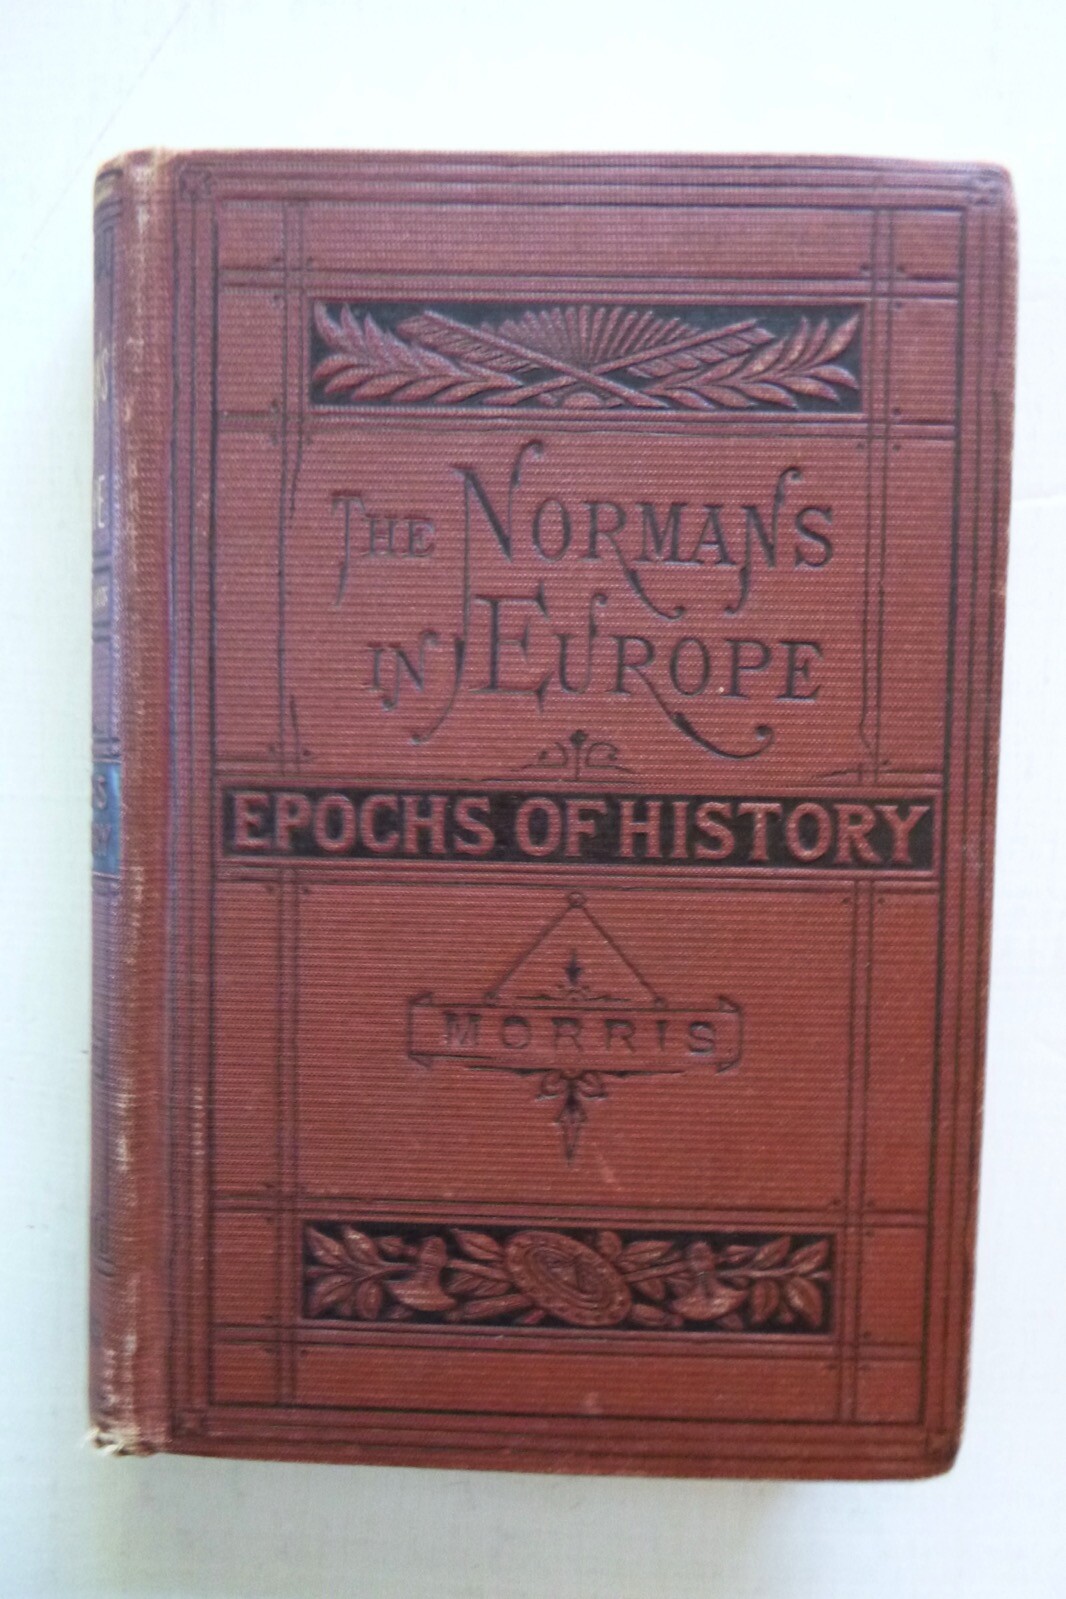 THE NORMANS
IN EUROPE
EPOCHS OF HISTORY
MORRIS